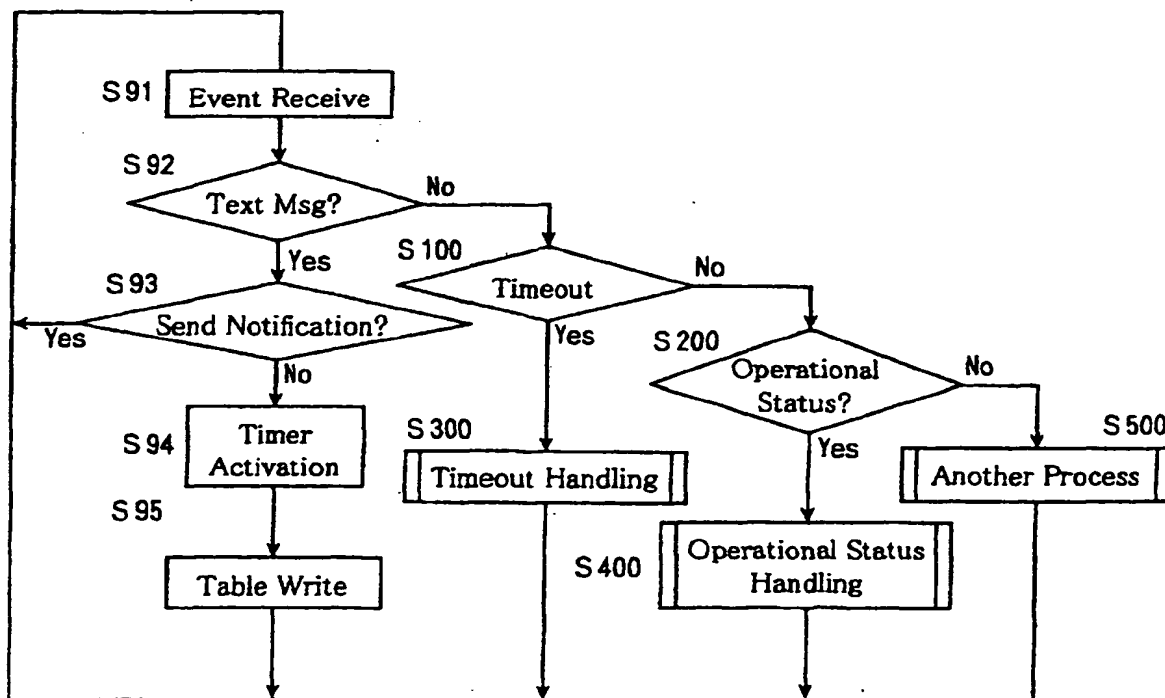 S91
Event Receive
S92
Text Msg?
No
Yes
S100
Timeout
No
S93
Send Notification?
Yes
Yes
No
S200
Operational
Status?
No
Yes
S94
Timer
Activation
S300
Timeout Handling
S500
Another Process
S95
Table Write
S400
Operational Status
Handling